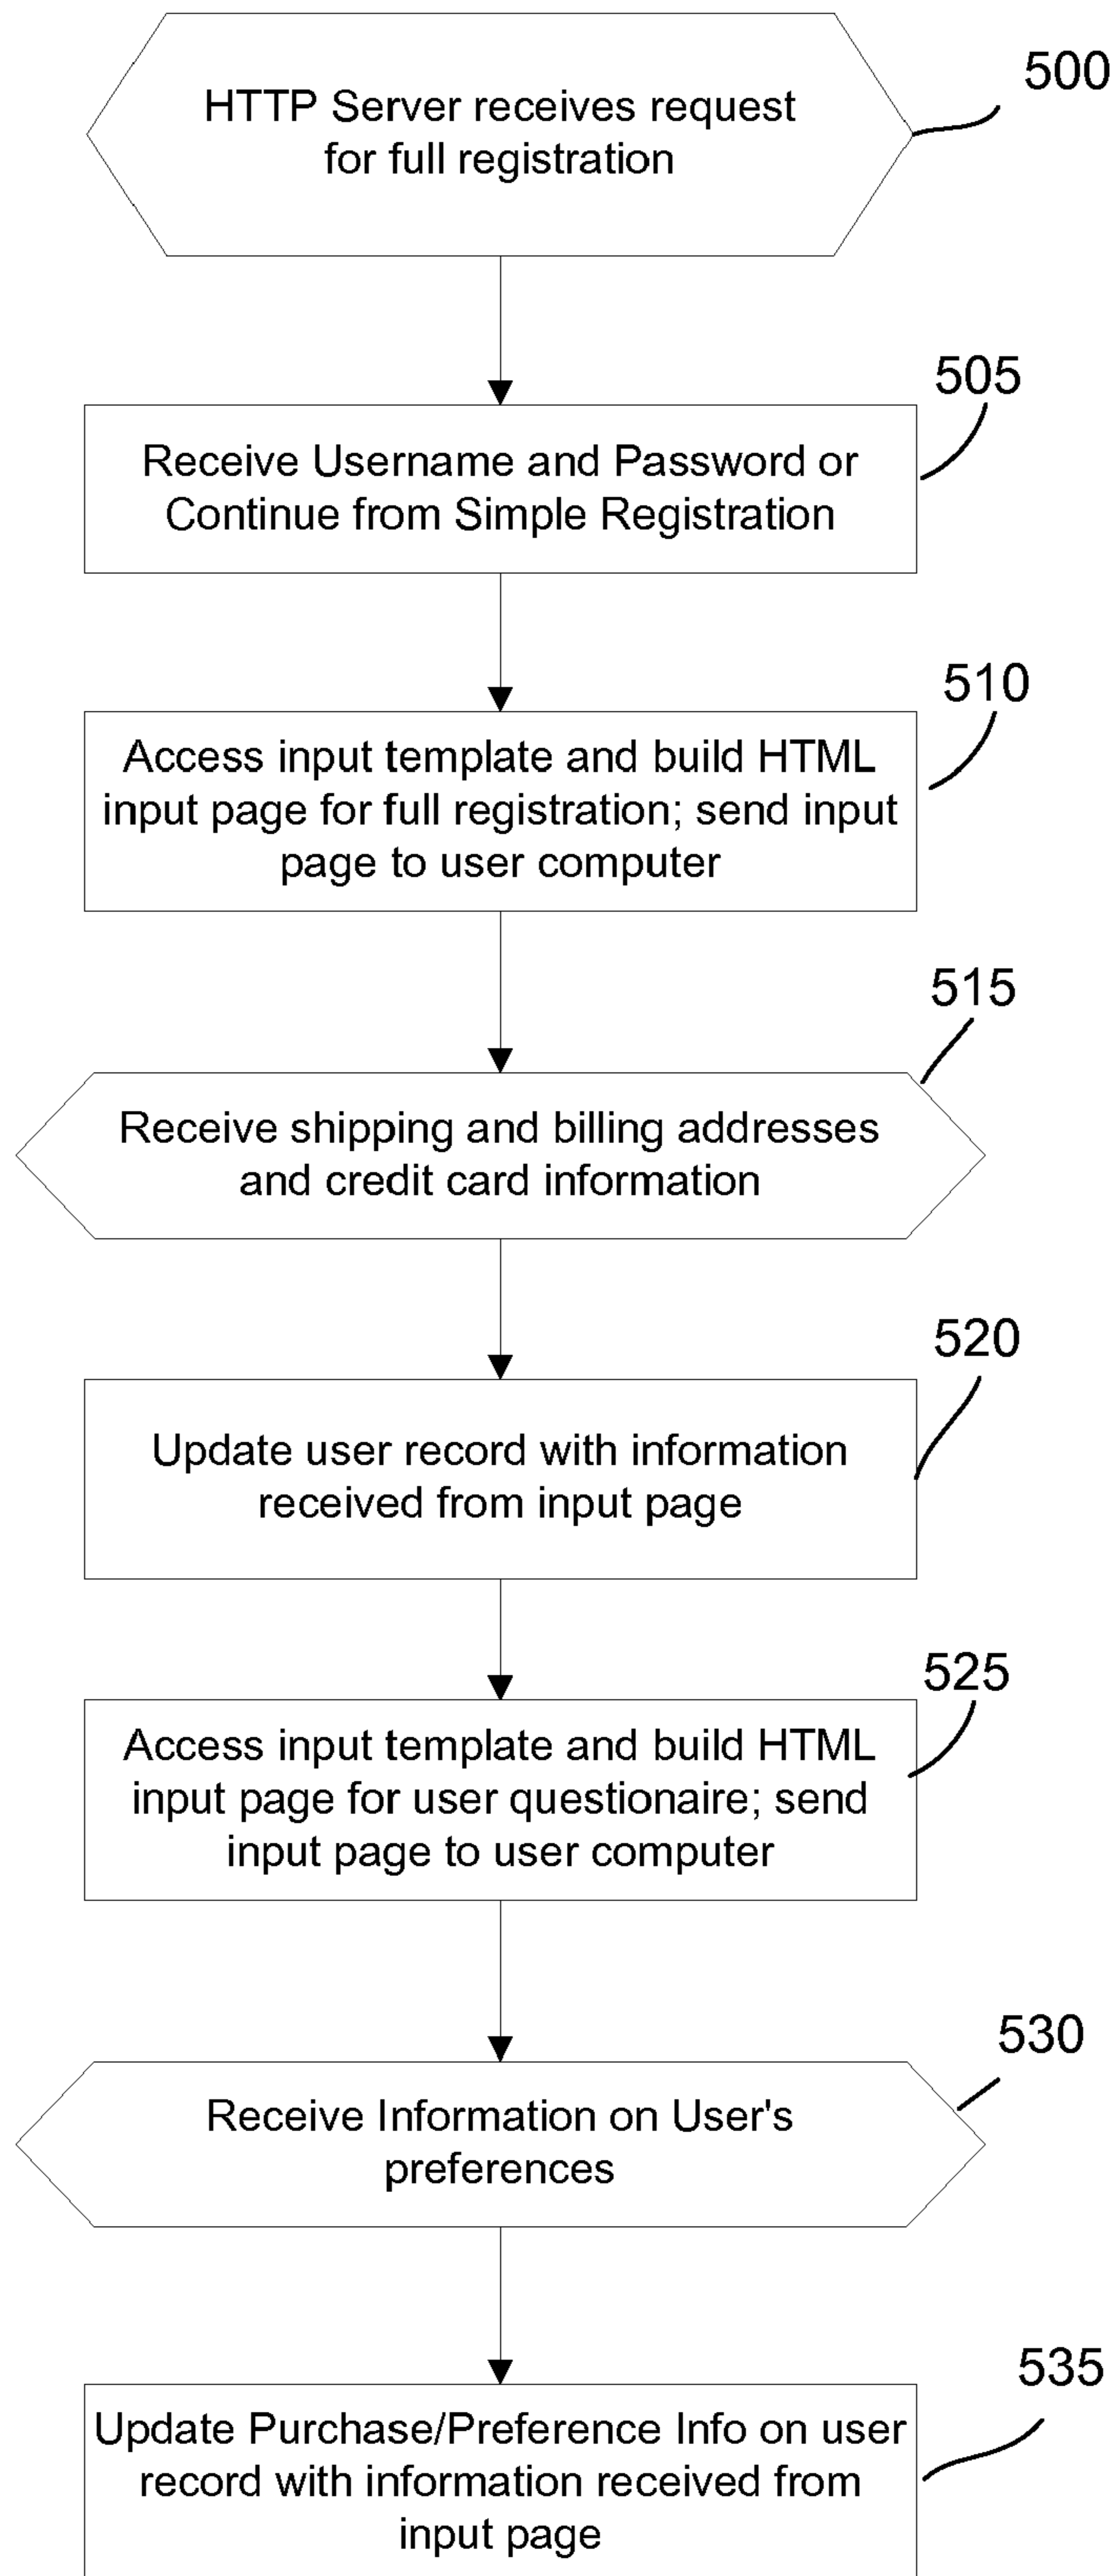 500
HTTP Server receives request
for full registration
505
Receive Username and Password or
Continue from Simple Registration
510
Access input template and build HTML
input page for full registration; send input
page to user computer
515
Receive shipping and billing addresses
and credit card information
520
Update user record with information
received from input page
525
Access input template and build HTML
input page for user questionaire; send
input page to user computer
530
Receive Information on User's
preferences
535
Update Purchase/Preference Info on user
record with information received from
input page